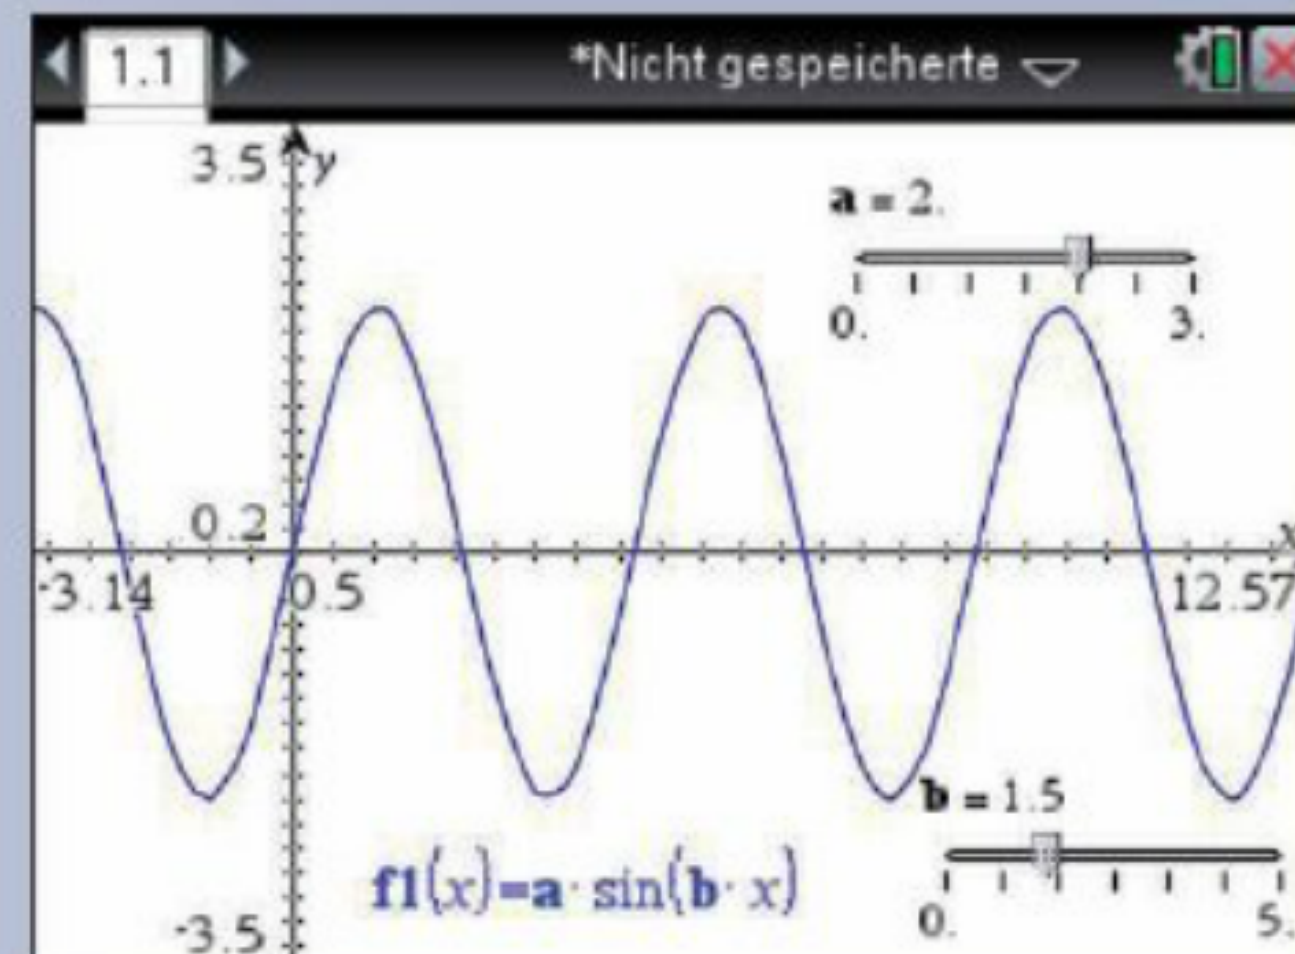 1.1
*Nicht gespeicherte
3.5
y
a = 2.
0.
3.
0.2
x
-3.14
0.5
12.57
b = 1.5
f1(x)=a· sin(b· x)
0.
5.
-3.5